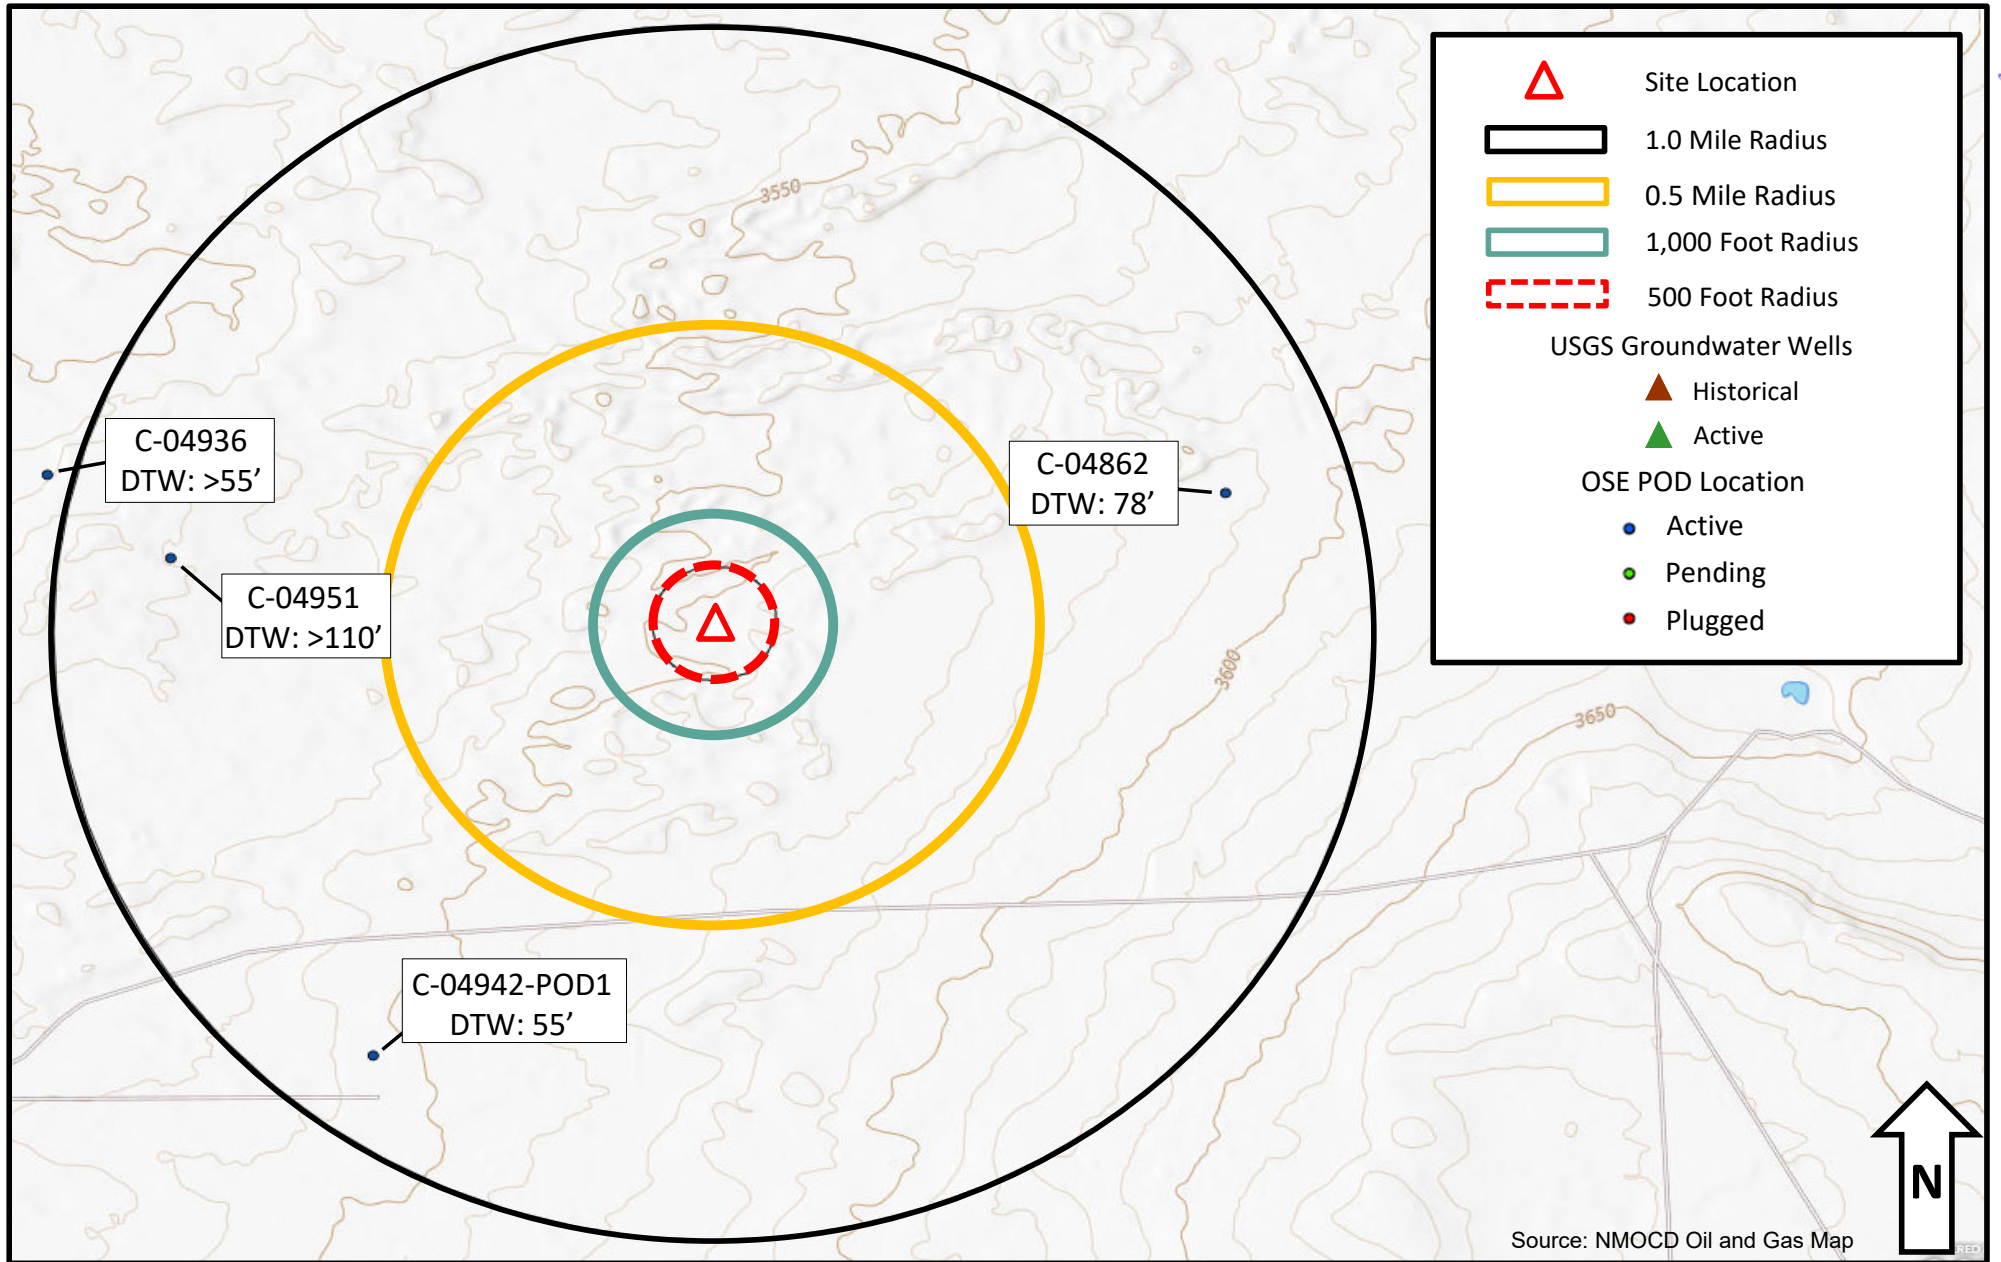 Site Location
1.0 Mile Radius
0.5 Mile Radius
1,000 Foot Radius
500 Foot Radius
USGS Groundwater Wells
Historical
Active
OSE POD Location
Active
Pending
Plugged
3550
C-04936
DTW: >55’
C-04862
DTW: 78’
C-04951
DTW: >110’
3600
3650
C-04942-POD1
DTW: 55’
N
Source: NMOCD Oil and Gas Map